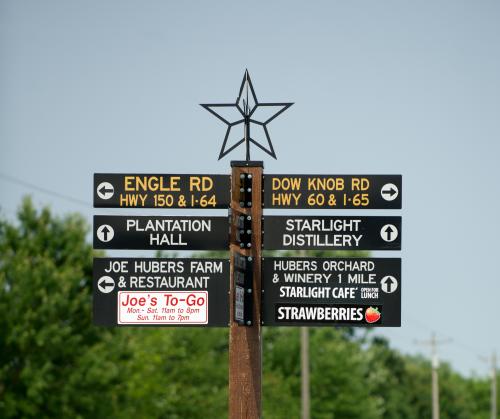 ENGLE RD
HWY 150 & I-64
PLANTATION
HALL
JOE HUBERS FARM
& RESTAURANT
Joe's To-Go
Mon - Sat. 11am to 8pm
Sun. 11am to 7pm
DOW KNOB RD
HWY 60 & I-65
STARLIGHT
DISTILLERY
HUBERS ORCHARD
& WINERY 1 MILE
STARLIGHT CAFE' OPEN FOR
LUNCH
STRAWBERRIES